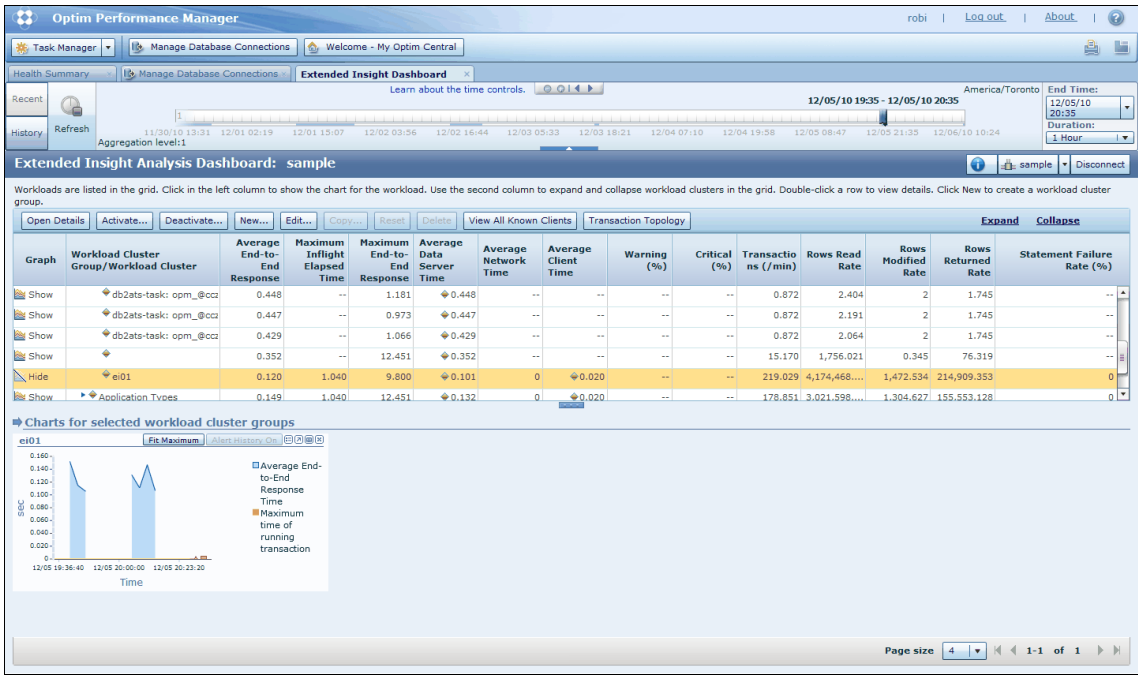 Optim Performance Manager
robi | Log out | About | ?
Task Manager Manage Database Connections Welcome - My Optim Central
Health Summary Manage Database Connections Extended Insight Dashboard
Learn about the time controls.
America/Toronto
End Time:
Recent
12/05/10 19:35 - 12/05/10 20:35
12/05/10
20:35
1
History
Refresh
Duration:
11/30/10 13:31 12/01 02:19 12/01 15:07 12/02 03:56 12/02 16:44 12/03 05:33 12/03 18:21 12/04 07:10 12/04 19:58 12/05 08:47 12/05 21:35 12/06/10 10:24
1 Hour
Aggregation level:1
Extended Insight Analysis Dashboard: sample
sample Disconnect
Workloads are listed in the grid. Click in the left column to show the chart for the workload. Use the second column to expand and collapse workload clusters in the grid. Double-click a row to view details. Click New to create a workload cluster
group.
Open Details Activate... Deactivate... New... Edit... Copy... Reset Delete View All Known Clients Transaction Topology Expand Collapse
Graph
Workload Cluster
Group/Workload Cluster
Average
End-to-
End
Response
Maximum
Inflight
Elapsed
Time
Maximum
End-to-
End
Response
Average
Data
Server
Time
Average
Network
Time
Average
Client
Time
Warning
(%)
Critical
(%)
Transactio
ns (/min)
Rows Read
Rate
Rows
Modified
Rate
Rows
Returned
Rate
Statement Failure
Rate (%)
Show db2ats-task: opm_@ccz 0.448 -- 1.181 0.448 -- -- -- -- 0.872 2.404 2 1.745 --
Show db2ats-task: opm_@ccz 0.447 -- 0.973 0.447 -- -- -- -- 0.872 2.191 2 1.745 --
Show db2ats-task: opm_@ccz 0.429 -- 1.066 0.429 -- -- -- -- 0.872 2.064 2 1.745 --
Show 0.352 -- 12.451 0.352 -- -- -- -- 15.170 1,756.021 0.345 76.319 --
Hide ei01 0.120 1.040 9.800 0.101 0 0.020 -- -- 219.029 4,174,468.... 1,472.534 214,909.353 0
Show Application Types 0.149 1.040 12.451 0.132 0 0.020 -- -- 178.851 3,021,598.... 1,304.627 155,553.128 0
Charts for selected workload cluster groups
ei01 Fit Maximum Alert History On
0.160
0.140
0.120
0.100
0.080
0.060
0.040
0.020
0
sec
Average End-
to-End
Response
Time
Maximum
time of
running
transaction
12/05 19:36:40 12/05 20:00:00 12/05 20:23:20
Time
Page size 4 1-1 of 1